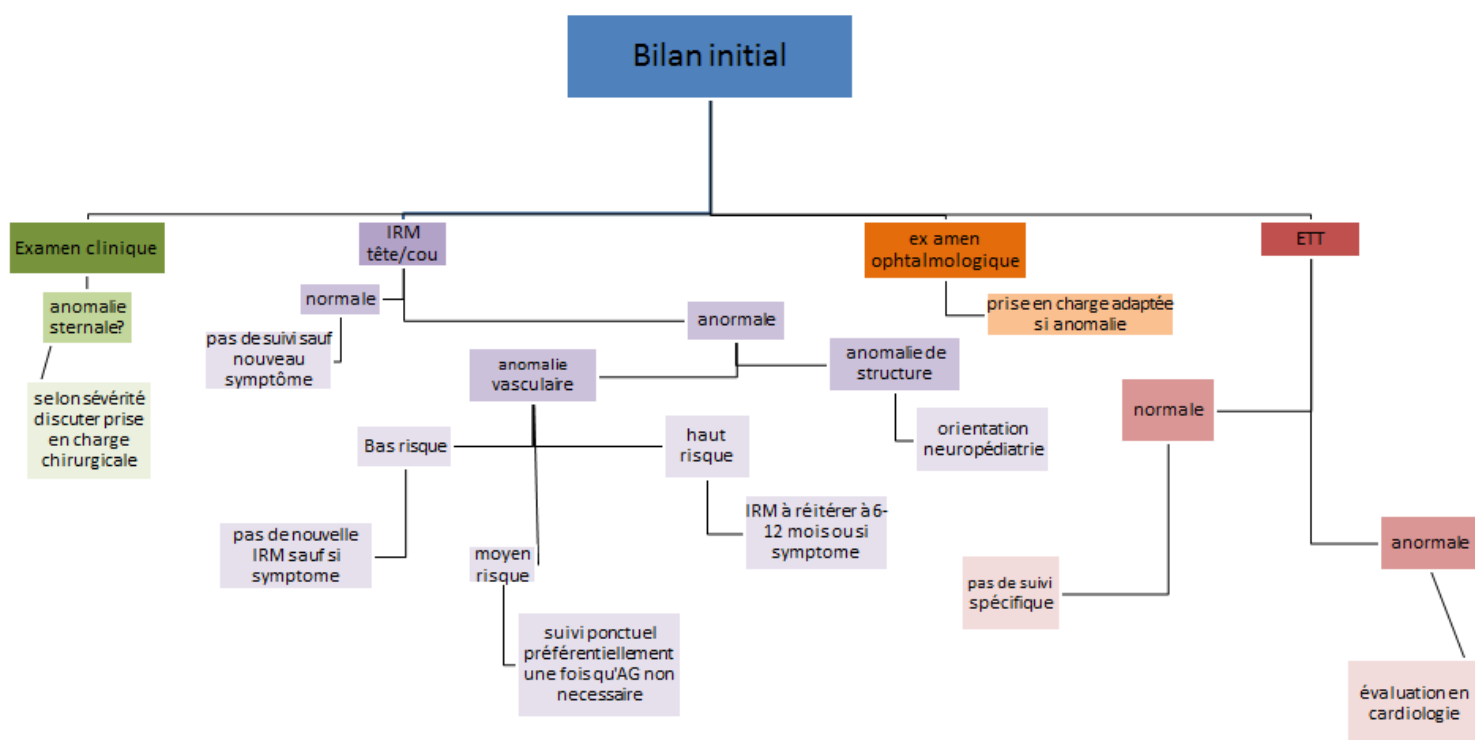 Bilan initial
Examen clinique
anomalie
sternale?
selon sévérité
discuter prise
en charge
chirurgicale
IRM
tête/cou
normale
pas de suivi sauf
nouveau
symptôme
anormale
anomalie
vasculaire
Bas risque
pas de nouvelle
IRM sauf si
symptome
moyen
risque
suivi ponctuel
préférentiellement
une fois qu'AG non
necessaire
haut
risque
IRM à réitérer à 6-
12 mois ou si
symptome
anomalie de
structure
orientation
neuropédiatrie
ex amen
ophtalmologique
prise en charge adaptée
si anomalie
ETT
normale
pas de suivi
spécifique
anormale
évaluation en
cardiologie